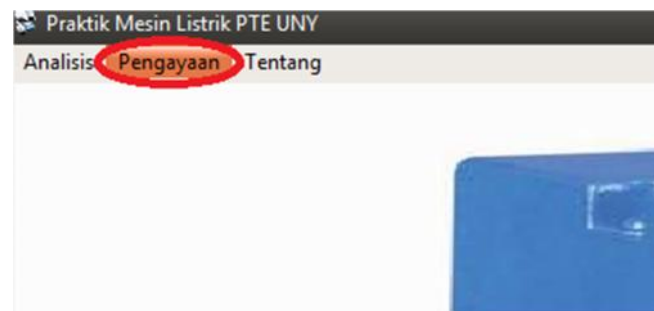 Praktik Mesin Listrik PTE UNY
Analisis Pengayaan Tentang